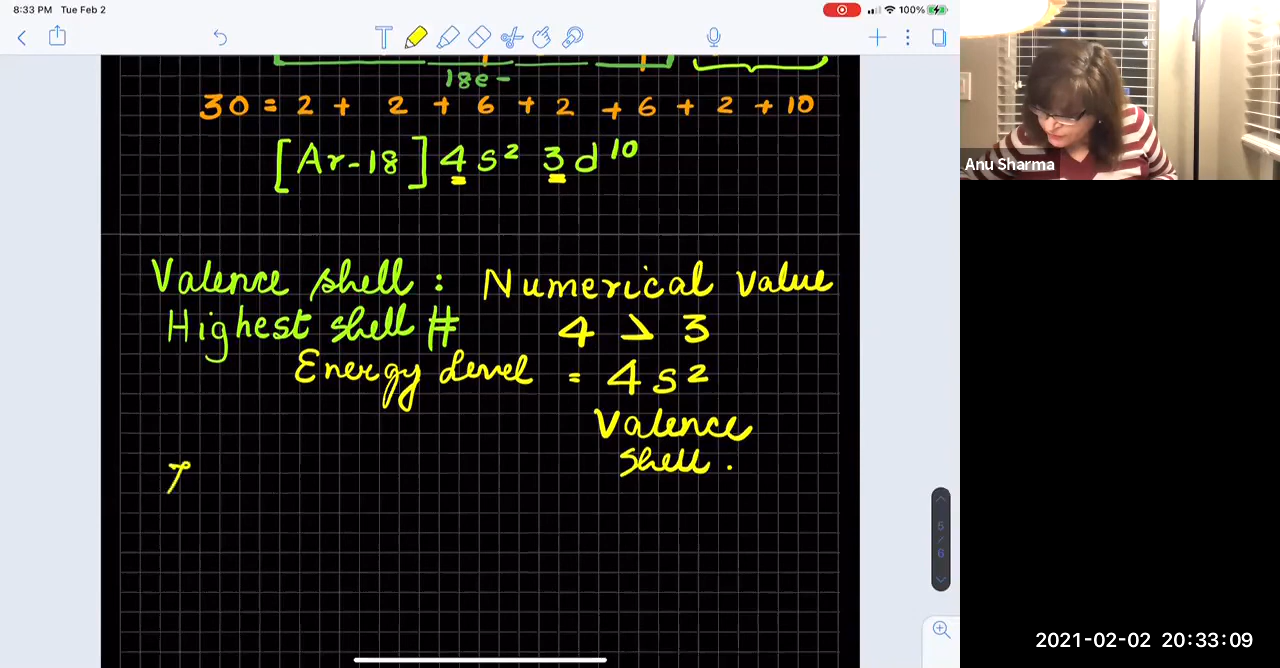 8:33 PM Tue Feb 2
100%
18e-
30 = 2 + 2 + 6 + 2 + 6 + 2 + 10
[Ar-18] 4s² 3d¹⁰
Valence shell : Numerical value
Highest shell # 4 > 3
Energy Level = 4s²
Valence
shell .
5
/
6
Anu Sharma
2021-02-02 20:33:09